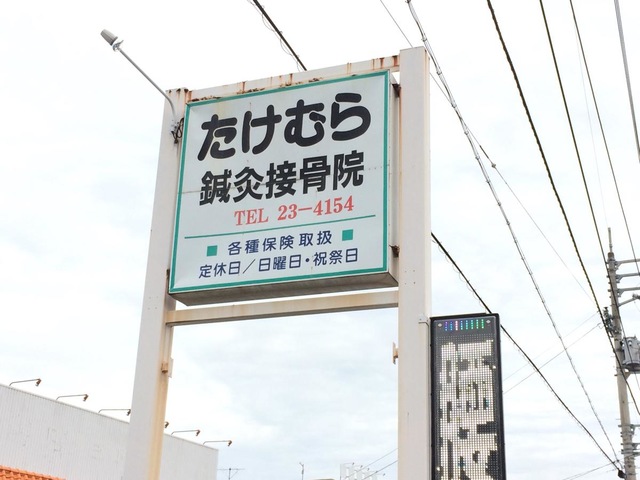 たけむら
鍼灸接骨院
TEL 23-4154
■ 各種保険取扱 ■
定休日/日曜日・祝祭日